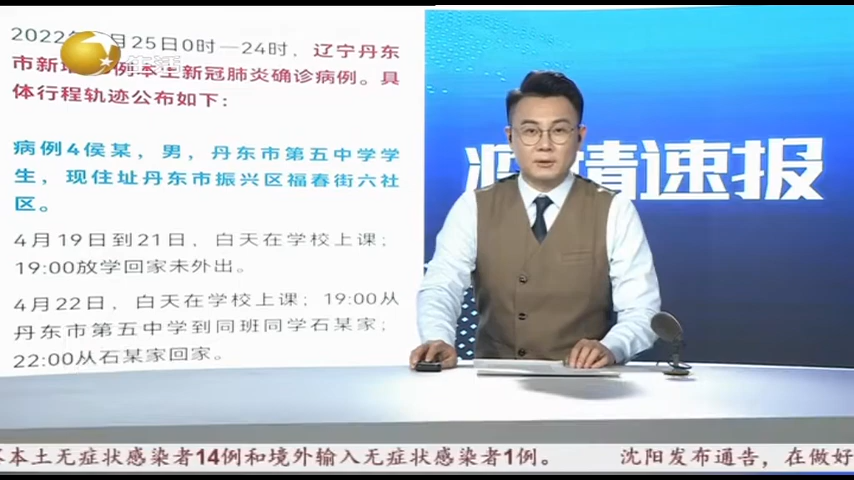 2022年 月25日0时—24时，辽宁丹东
市新增 例本土新冠肺炎确诊病例。具
体行程轨迹公布如下：
病例4侯某，男，丹东市第五中学学
生，现住址丹东市振兴区福春街六社
区。
4月19日到21日，白天在学校上课；
19:00放学回家未外出。
4月22日，白天在学校上课；19:00从
丹东市第五中学到同班同学石某家；
22:00从石某家回家。
生活
情速报
本土无症状感染者14例和境外输入无症状感染者1例。 沈阳发布通告，在做好